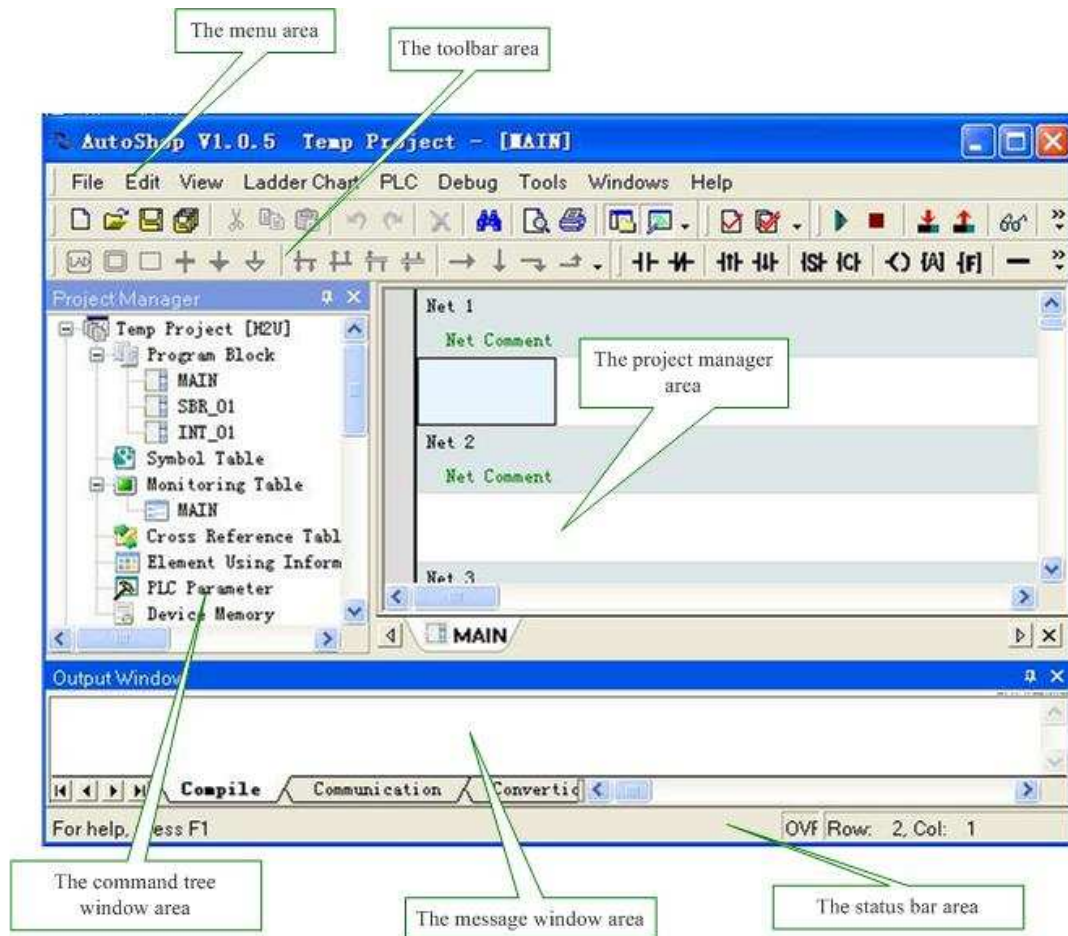 The menu area
The toolbar area
AutoShop V1.0.5 Temp Project - [MAIN]
File Edit View Ladder Chart PLC Debug Tools Windows Help
LAD
S C A F
Project Manager
Temp Project [H2U]
Program Block
MAIN
SBR_01
INT_01
Symbol Table
Monitoring Table
MAIN
Cross Reference Tabl
Element Using Inform
PLC Parameter
Device Memory
Net 1
Net Comment
The project manager
area
Net 2
Net Comment
Net 3
MAIN
Output Window
Compile Communication Convertio
For help, press F1
OVR Row: 2, Col: 1
The command tree
window area
The message window area
The status bar area